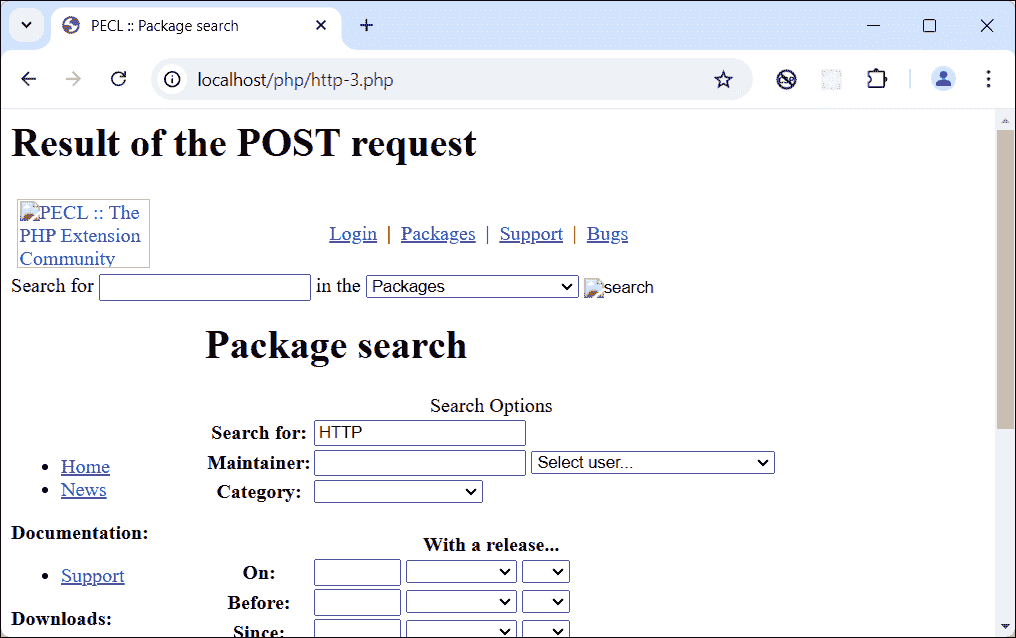 PECL :: Package search
localhost/php/http-3.php
Result of the POST request
PECL :: The
PHP Extension
Community
Login | Packages | Support | Bugs
Search for in the Packages search
Package search
Search Options
Search for: HTTP
Maintainer: Select user...
Category:
Home
News
Documentation:
Support
Downloads:
With a release...
On:
Before:
Since: